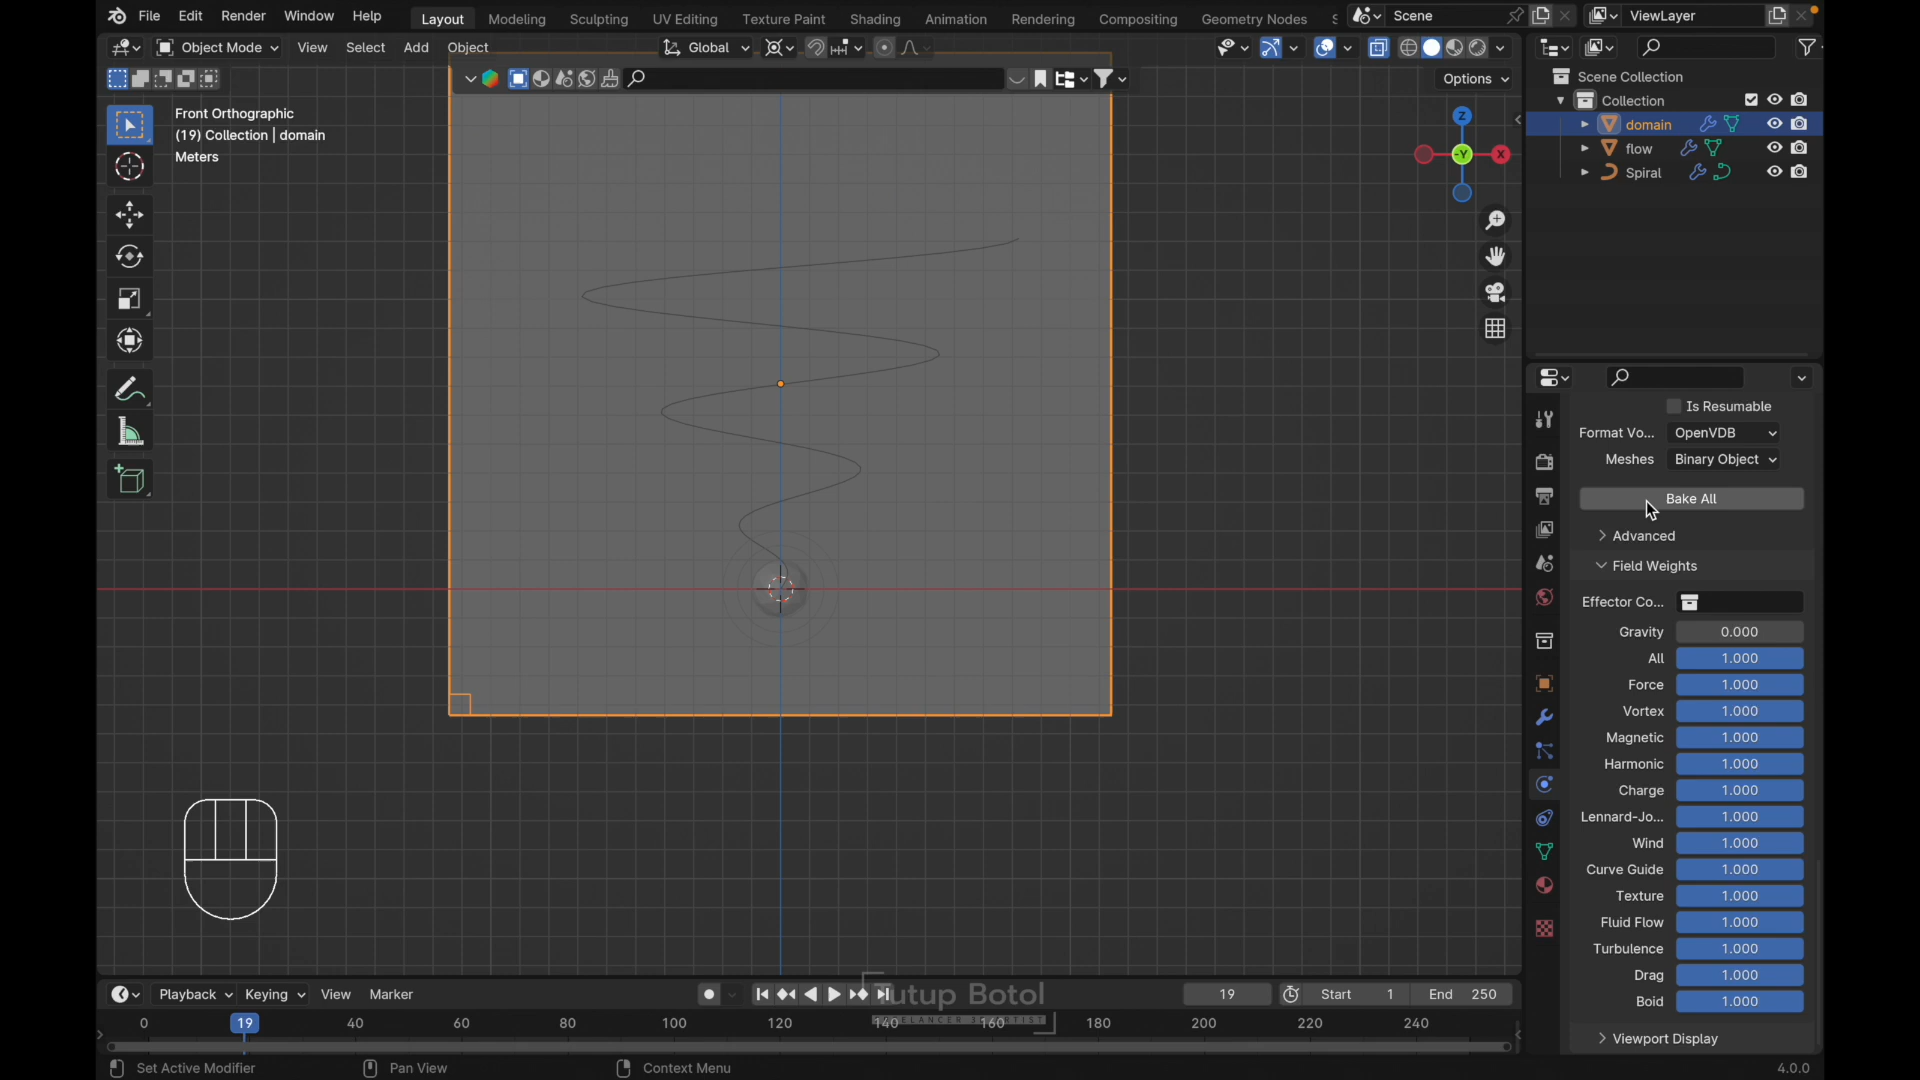 File Edit Render Window Help Layout Modeling Sculpting UV Editing Texture Paint Shading Animation Rendering Compositing Geometry Nodes S Scene ViewLayer
Object Mode View Select Add Object Global
Options
Front Orthographic
(19) Collection | domain
Meters
Z
-Y
X
Scene Collection
Collection
domain
flow
Spiral
Is Resumable
Format Vo... OpenVDB
Meshes Binary Object
Bake All
Advanced
Field Weights
Effector Co...
Gravity 0.000
All 1.000
Force 1.000
Vortex 1.000
Magnetic 1.000
Harmonic 1.000
Charge 1.000
Lennard-Jo... 1.000
Wind 1.000
Curve Guide 1.000
Texture 1.000
Fluid Flow 1.000
Turbulence 1.000
Drag 1.000
Boid 1.000
Viewport Display
Playback Keying View Marker 19 Start 1 End 250
Tutup Botol
FREELANCER 3D ARTIST
0 19 40 60 80 100 120 140 160 180 200 220 240
Set Active Modifier Pan View Context Menu 4.0.0